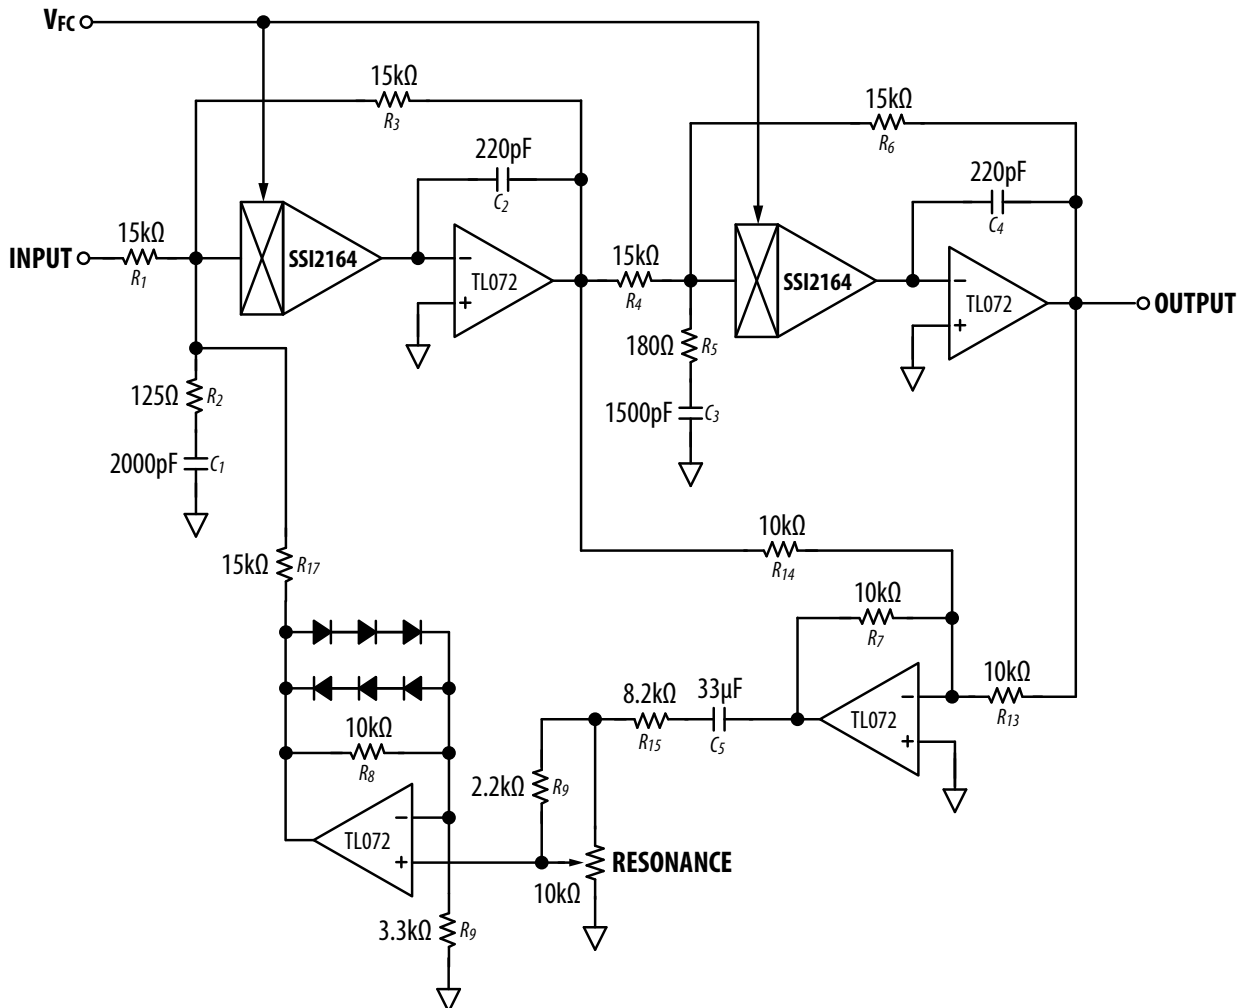 VFC
15kΩ
R3
15kΩ
R6
220pF
C2
220pF
C4
15kΩ
INPUT
R1
SSI2164
−
TL072
+
15kΩ
R4
SSI2164
−
TL072
+
OUTPUT
180Ω
R5
125Ω
R2
1500pF
C3
2000pF
C1
10kΩ
R14
15kΩ
R17
10kΩ
R7
8.2kΩ
R15
33µF
C5
TL072
−
+
10kΩ
R13
10kΩ
R8
2.2kΩ
R9
TL072
−
+
RESONANCE
10kΩ
3.3kΩ
R9